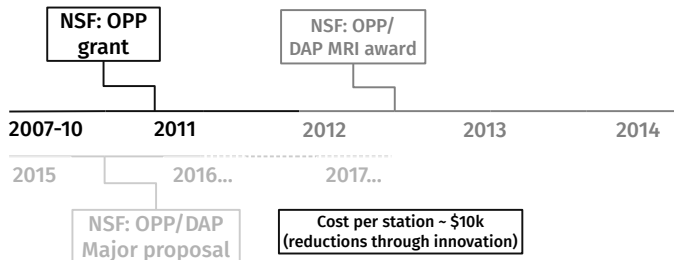 NSF: OPP
grant
NSF: OPP/
DAP MRI award
2007-10 2011 2012 2013 2014
2015 2016... 2017...
NSF: OPP/DAP
Major proposal
Cost per station ~ $10k
(reductions through innovation)